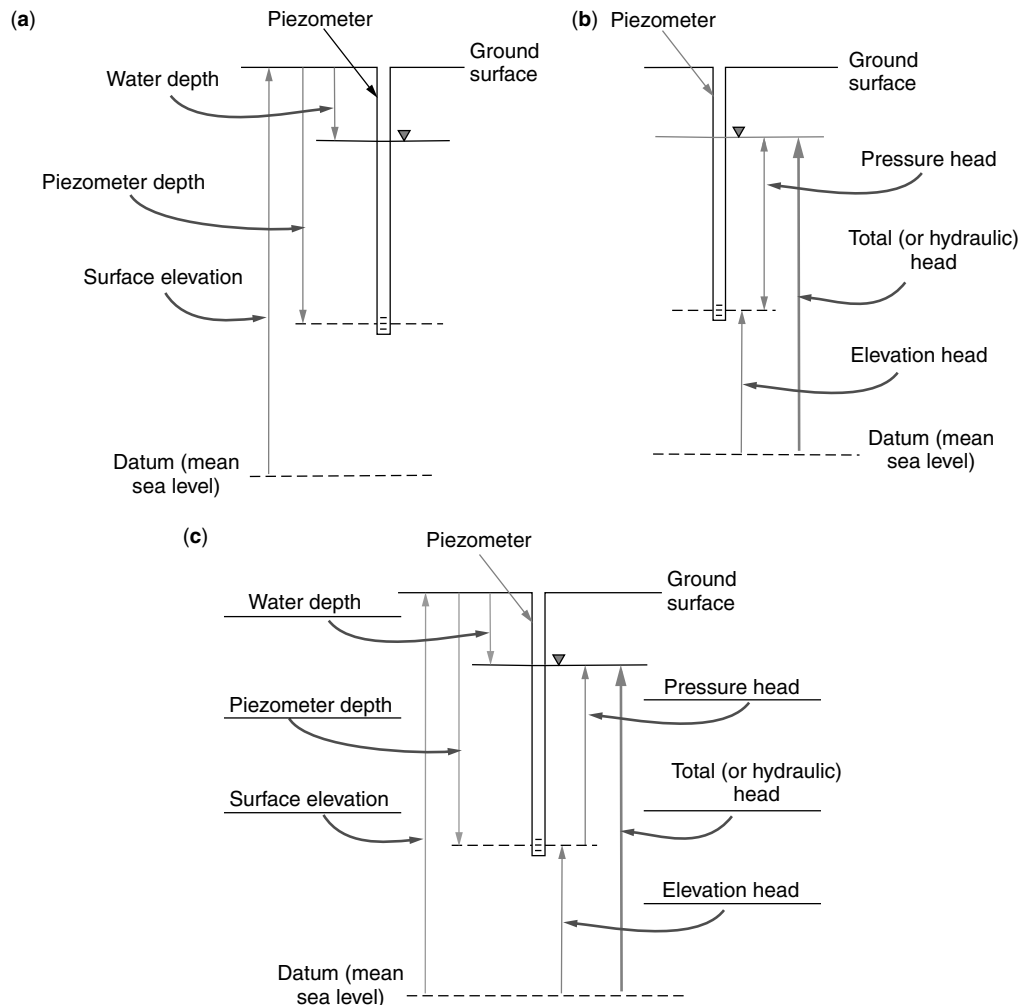 (a)
Piezometer
Ground
surface
Water depth
Piezometer depth
Surface elevation
Datum (mean
sea level)
(b)
Piezometer
Ground
surface
Pressure head
Total (or hydraulic)
head
Elevation head
Datum (mean
sea level)
(c)
Piezometer
Ground
surface
Water depth
Pressure head
Piezometer depth
Total (or hydraulic)
head
Surface elevation
Elevation head
Datum (mean
sea level)